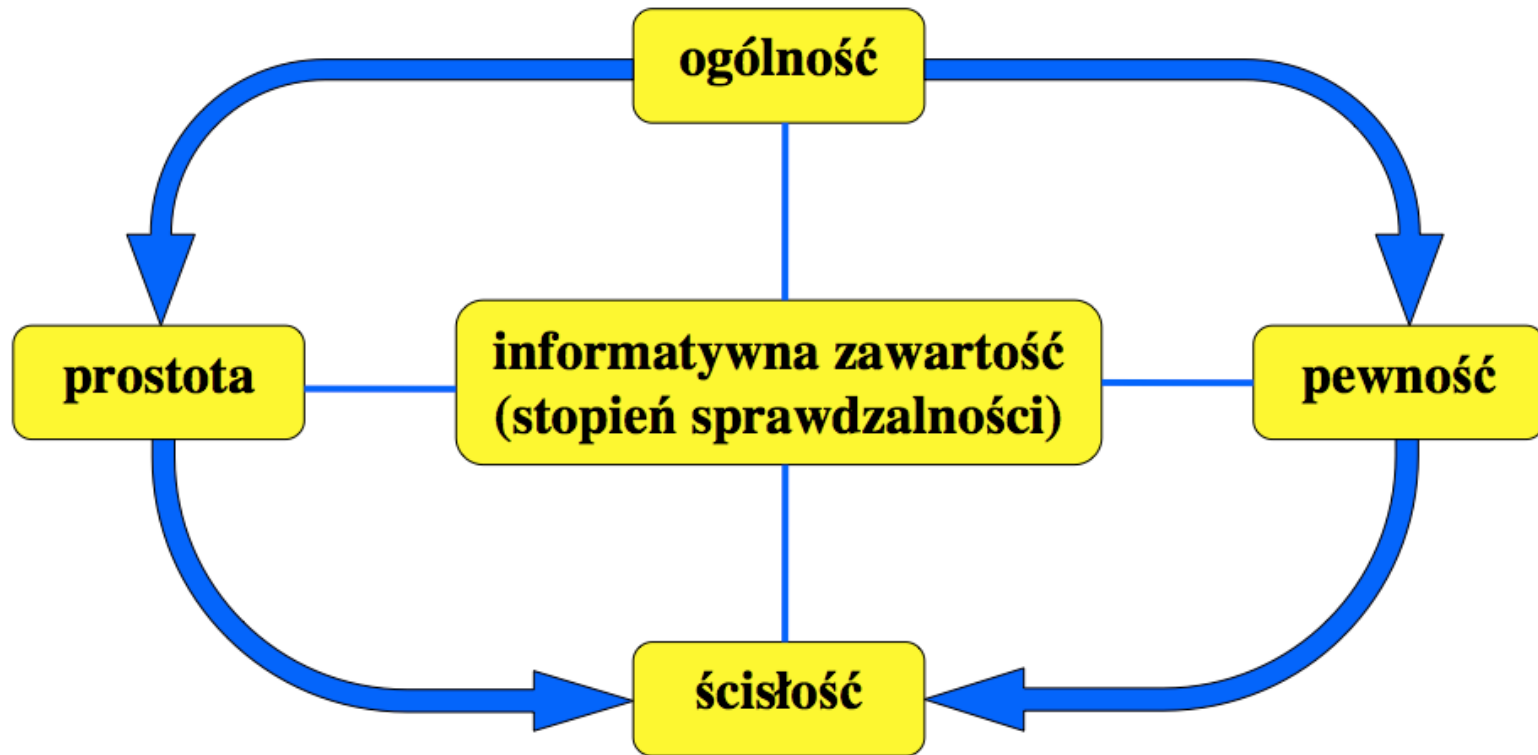 ogólność
prostota
informatywna zawartość
(stopień sprawdzalności)
pewność
ścisłość